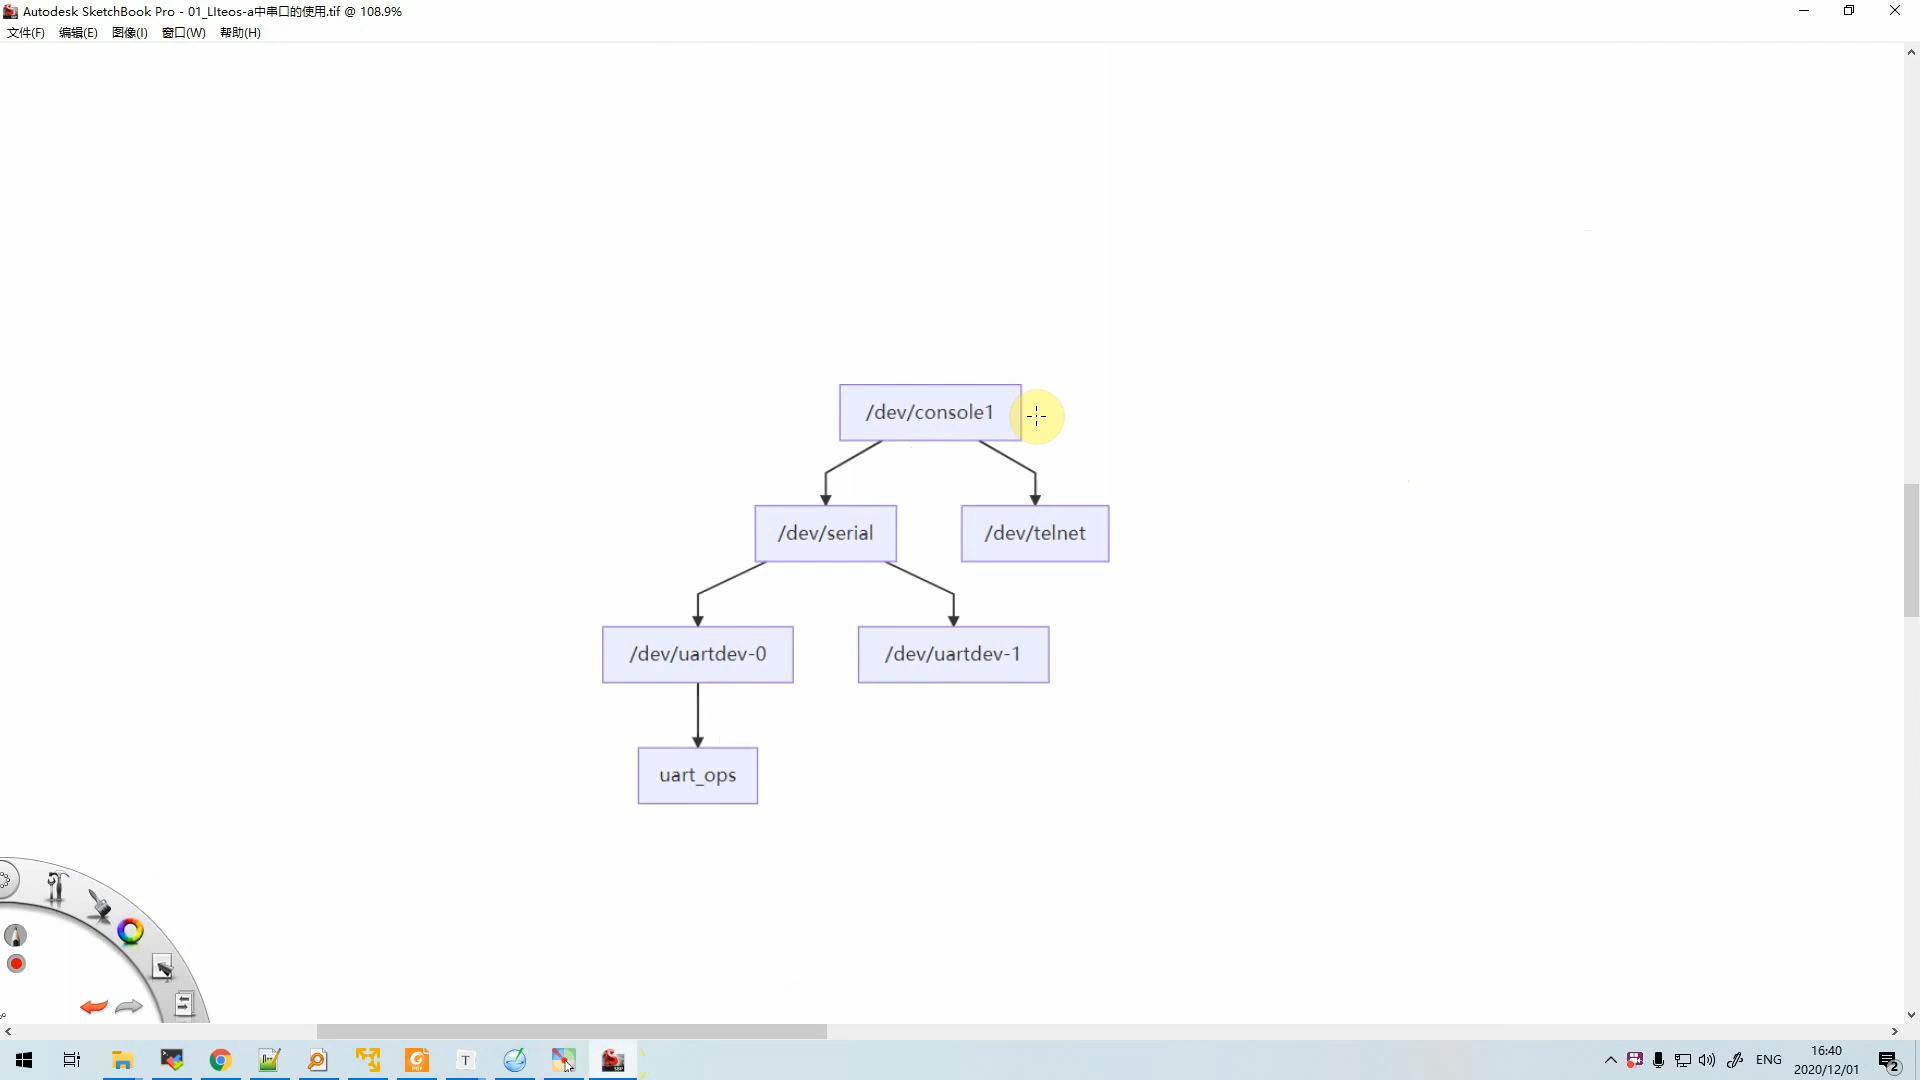 Autodesk SketchBook Pro - 01_LIteos-a中串口的使用.tif @ 108.9%
文件(F) 编辑(E) 图像(I) 窗口(W) 帮助(H)
/dev/console1
/dev/serial
/dev/telnet
/dev/uartdev-0
/dev/uartdev-1
uart_ops
T
ENG
16:40
2020/12/01
2